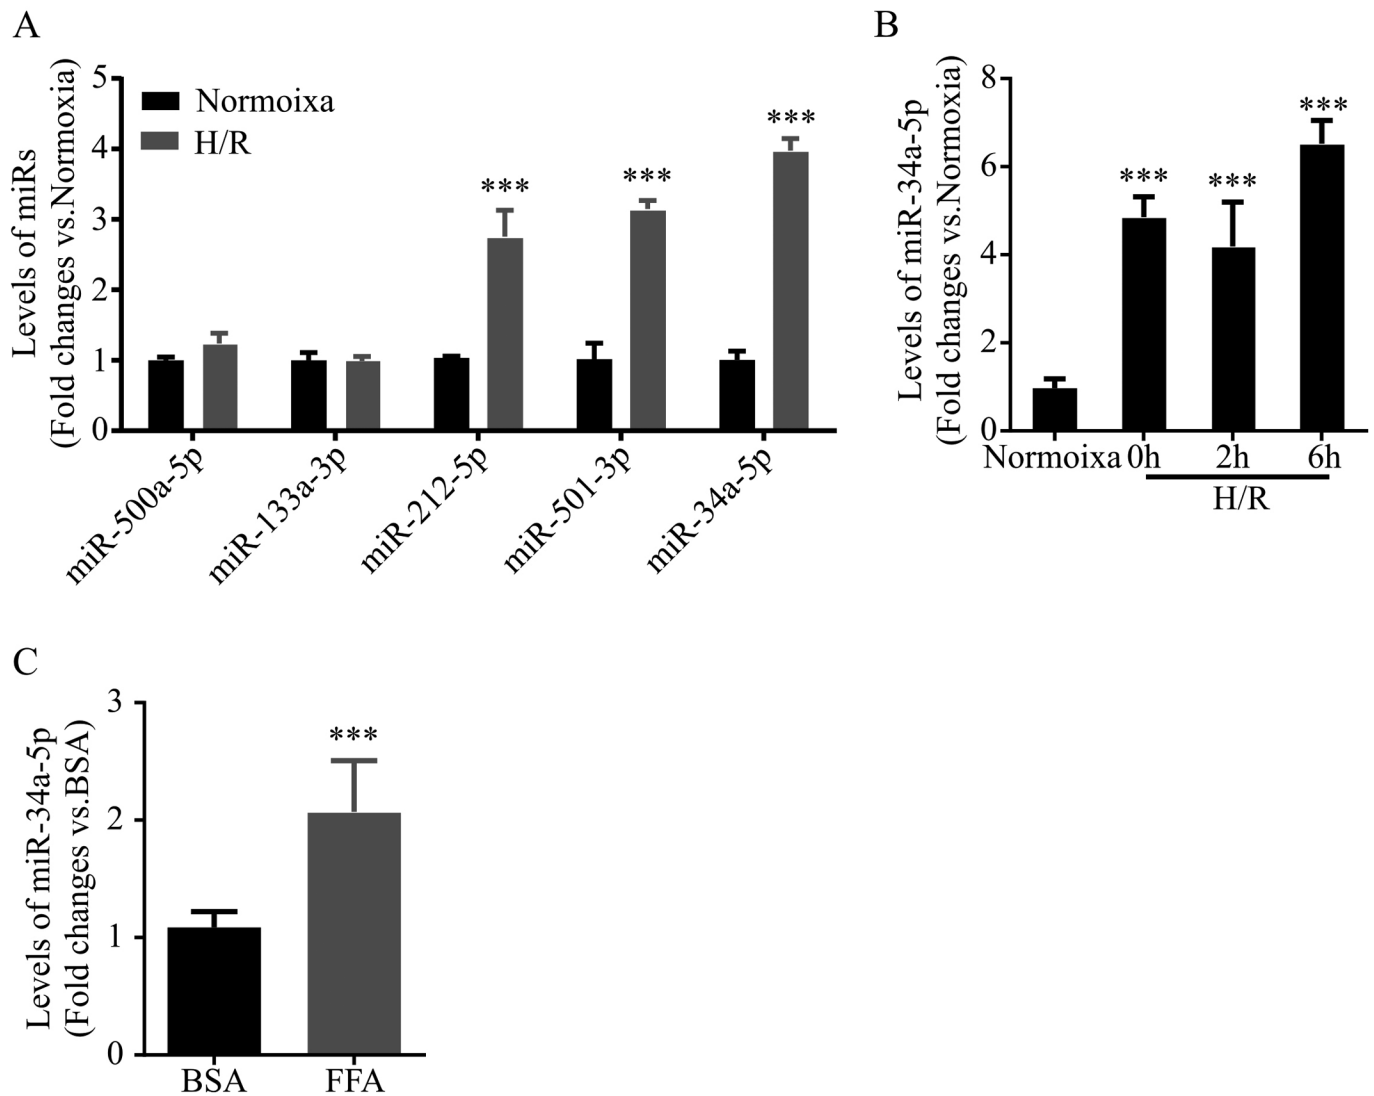 A
Levels of miRs
(Fold changes vs.Normoxia)
5
4
3
2
1
0
Normoixa
H/R
***
***
***
miR-500a-5p
miR-133a-3p
miR-212-5p
miR-501-3p
miR-34a-5p
B
Levels of miR-34a-5p
(Fold changes vs.Normoxia)
8
6
4
2
0
***
***
***
Normoixa 0h 2h 6h
H/R
C
Levels of miR-34a-5p
(Fold changes vs.BSA)
3
2
1
0
***
BSA FFA